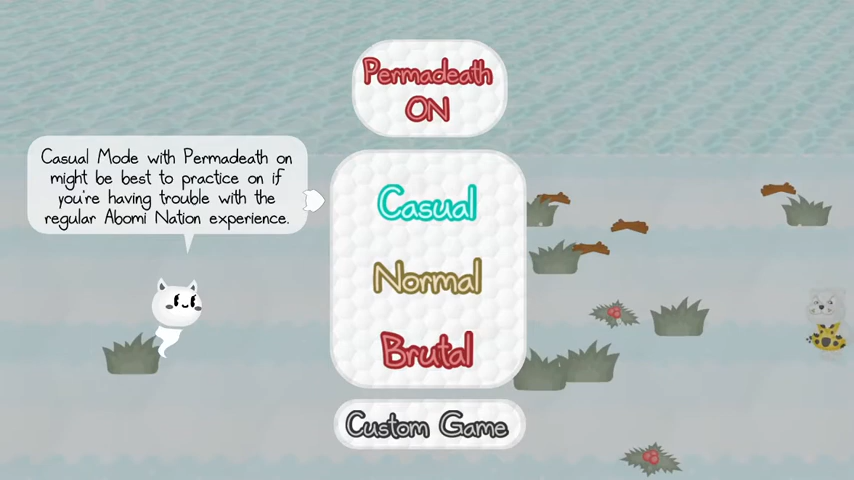 Permadeath
ON
Casual Mode with Permadeath on
might be best to practice on if
you're having trouble with the
regular Abomi Nation experience.
Casual
Normal
Brutal
Custom Game